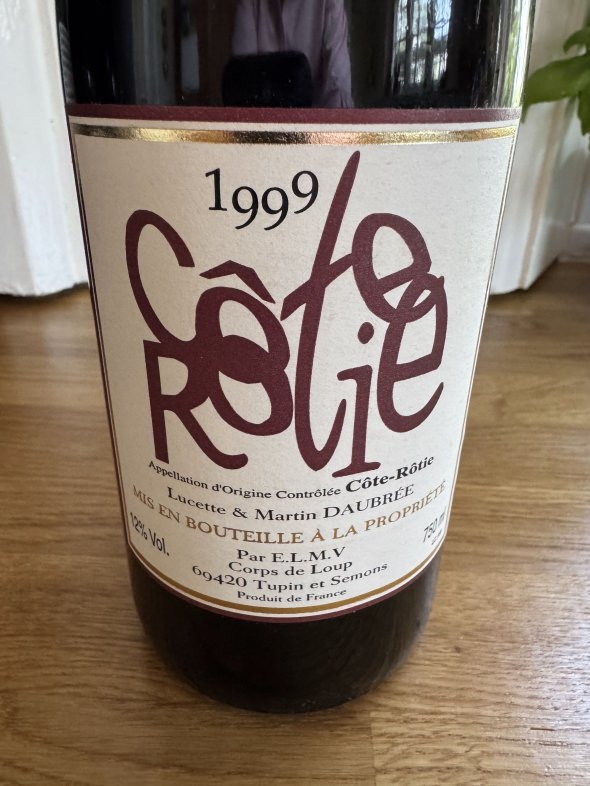 1999
Côte
Rôtie
Appellation d'Origine Contrôlée Côte-Rôtie
Lucette & Martin DAUBRÉE
MIS EN BOUTEILLE À LA PROPRIÉTÉ
12% Vol.
750 ml
Par E.L.M.V
Corps de Loup
69420 Tupin et Semons
Produit de France